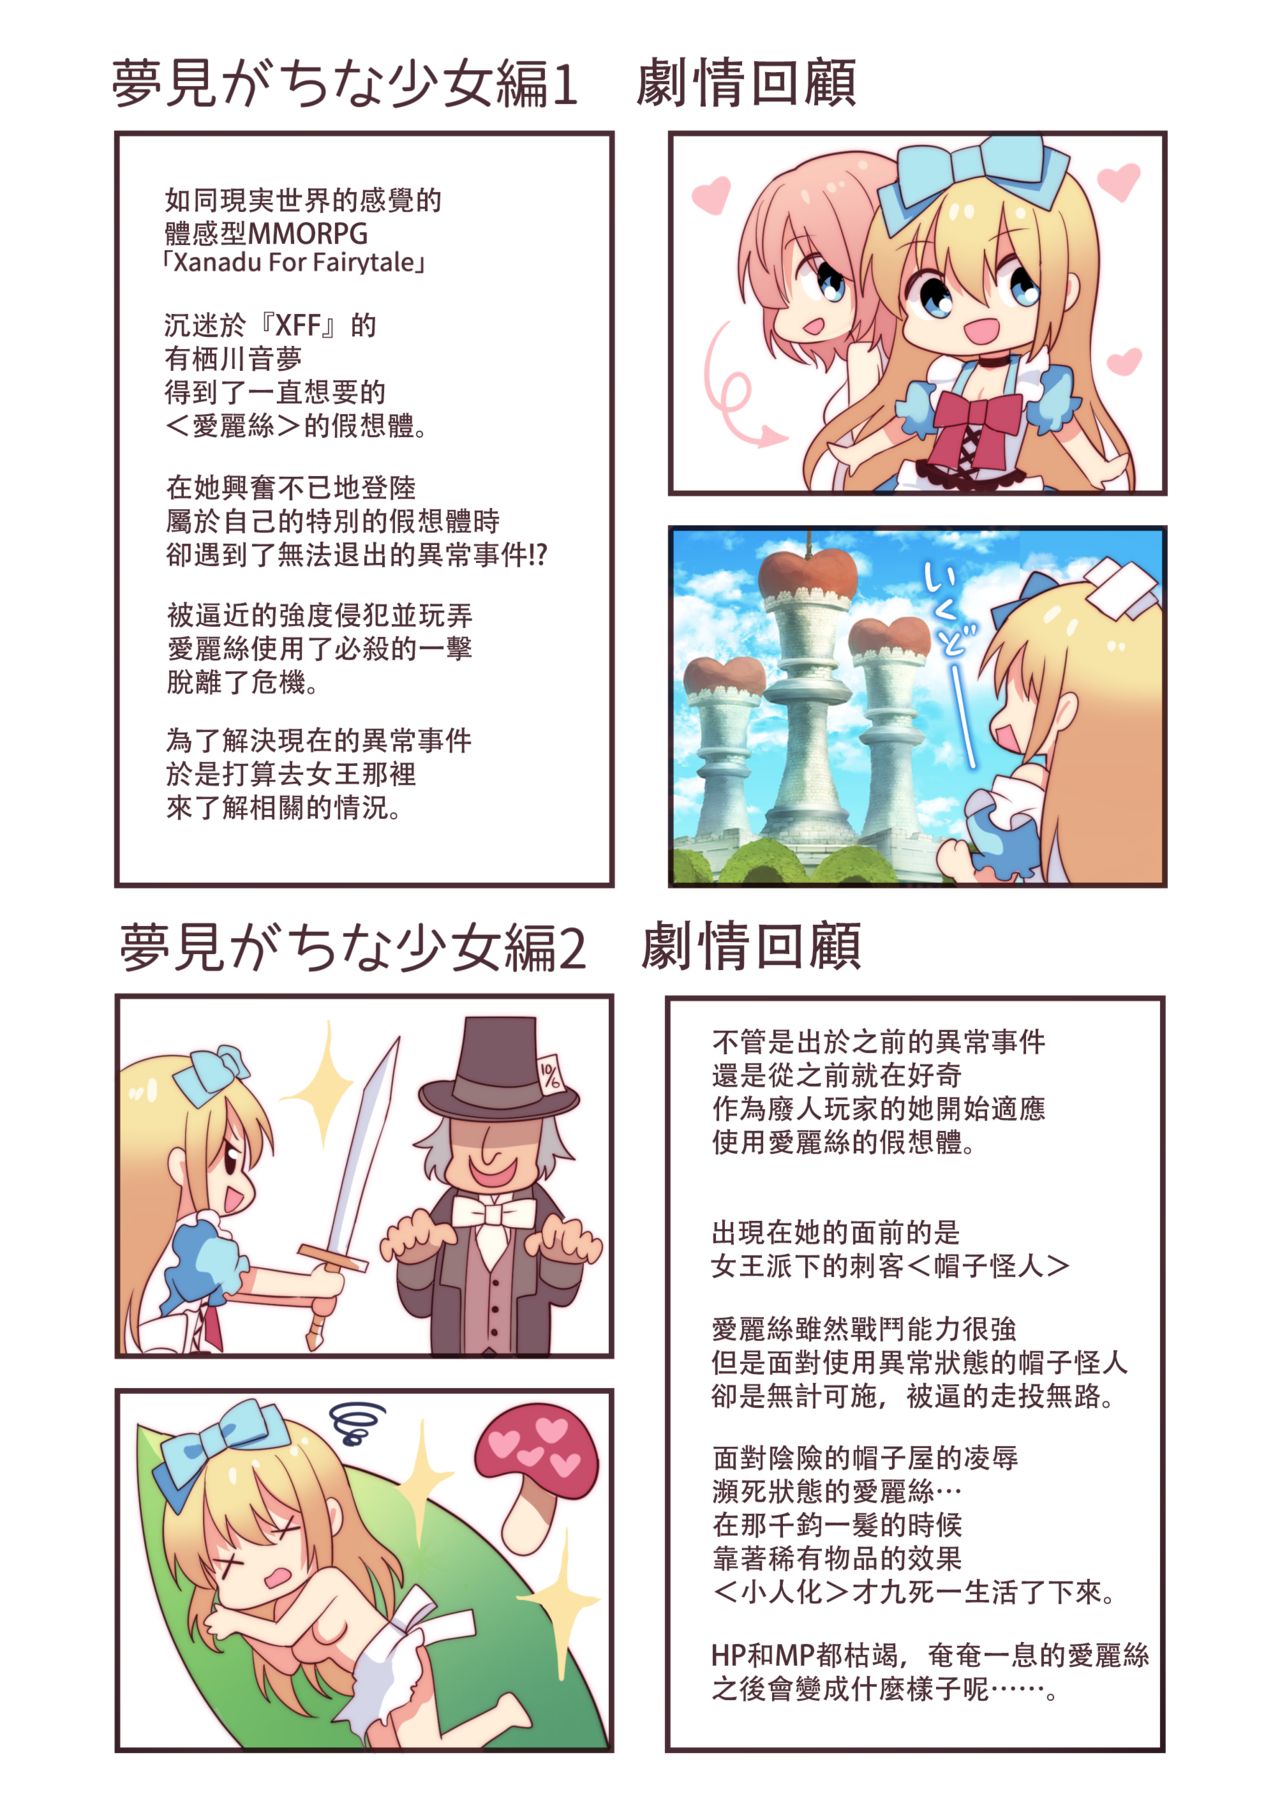 夢見がちな少女編1　劇情回顧
如同現実世界的感覺的
體感型MMORPG
「Xanadu For Fairytale」
沉迷於『XFF』的
有栖川音夢
得到了一直想要的
＜愛麗絲＞的假想體。
在她興奮不已地登陸
屬於自己的特別的假想體時
卻遇到了無法退出的異常事件!?
被逼近的強度侵犯並玩弄
愛麗絲使用了必殺的一擊
脫離了危機。
為了解決現在的異常事件
於是打算去女王那裡
來了解相關的情況。
いくどー
夢見がちな少女編2　劇情回顧
10/6
不管是出於之前的異常事件
還是從之前就在好奇
作為廢人玩家的她開始適應
使用愛麗絲的假想體。
出現在她的面前的是
女王派下的刺客＜帽子怪人＞
愛麗絲雖然戰鬥能力很強
但是面對使用異常狀態的帽子怪人
卻是無計可施，被逼的走投無路。
面對陰險的帽子屋的凌辱
瀕死狀態的愛麗絲…
在那千鈞一髮的時候
靠著稀有物品的效果
＜小人化＞才九死一生活了下來。
HP和MP都枯竭，奄奄一息的愛麗絲
之後會變成什麼樣子呢……。